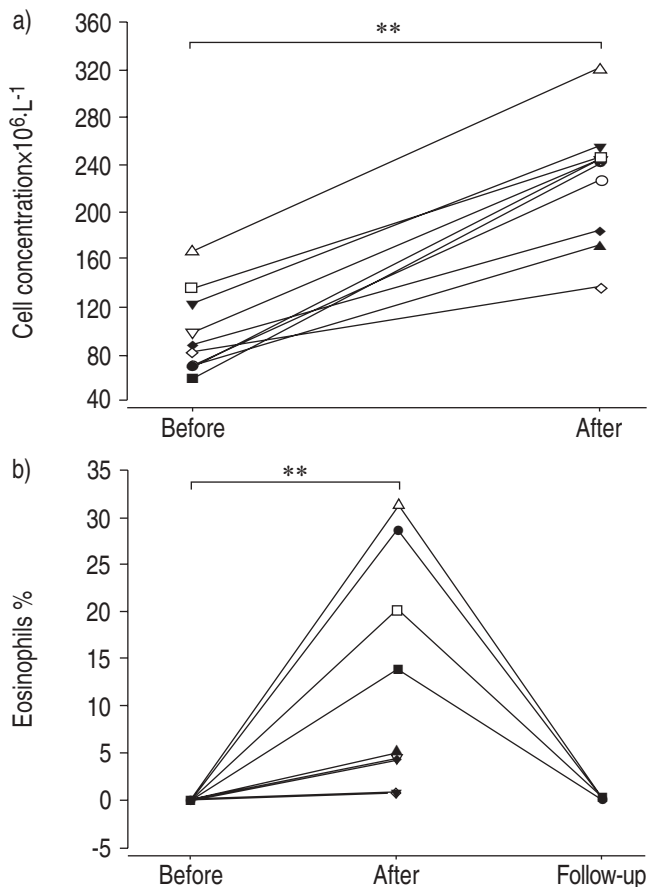 a)
**
Cell concentration×10⁶·L⁻¹
360
320
280
240
200
160
120
80
40
Before
After
b)
**
Eosinophils %
35
30
25
20
15
10
5
0
-5
Before
After
Follow-up